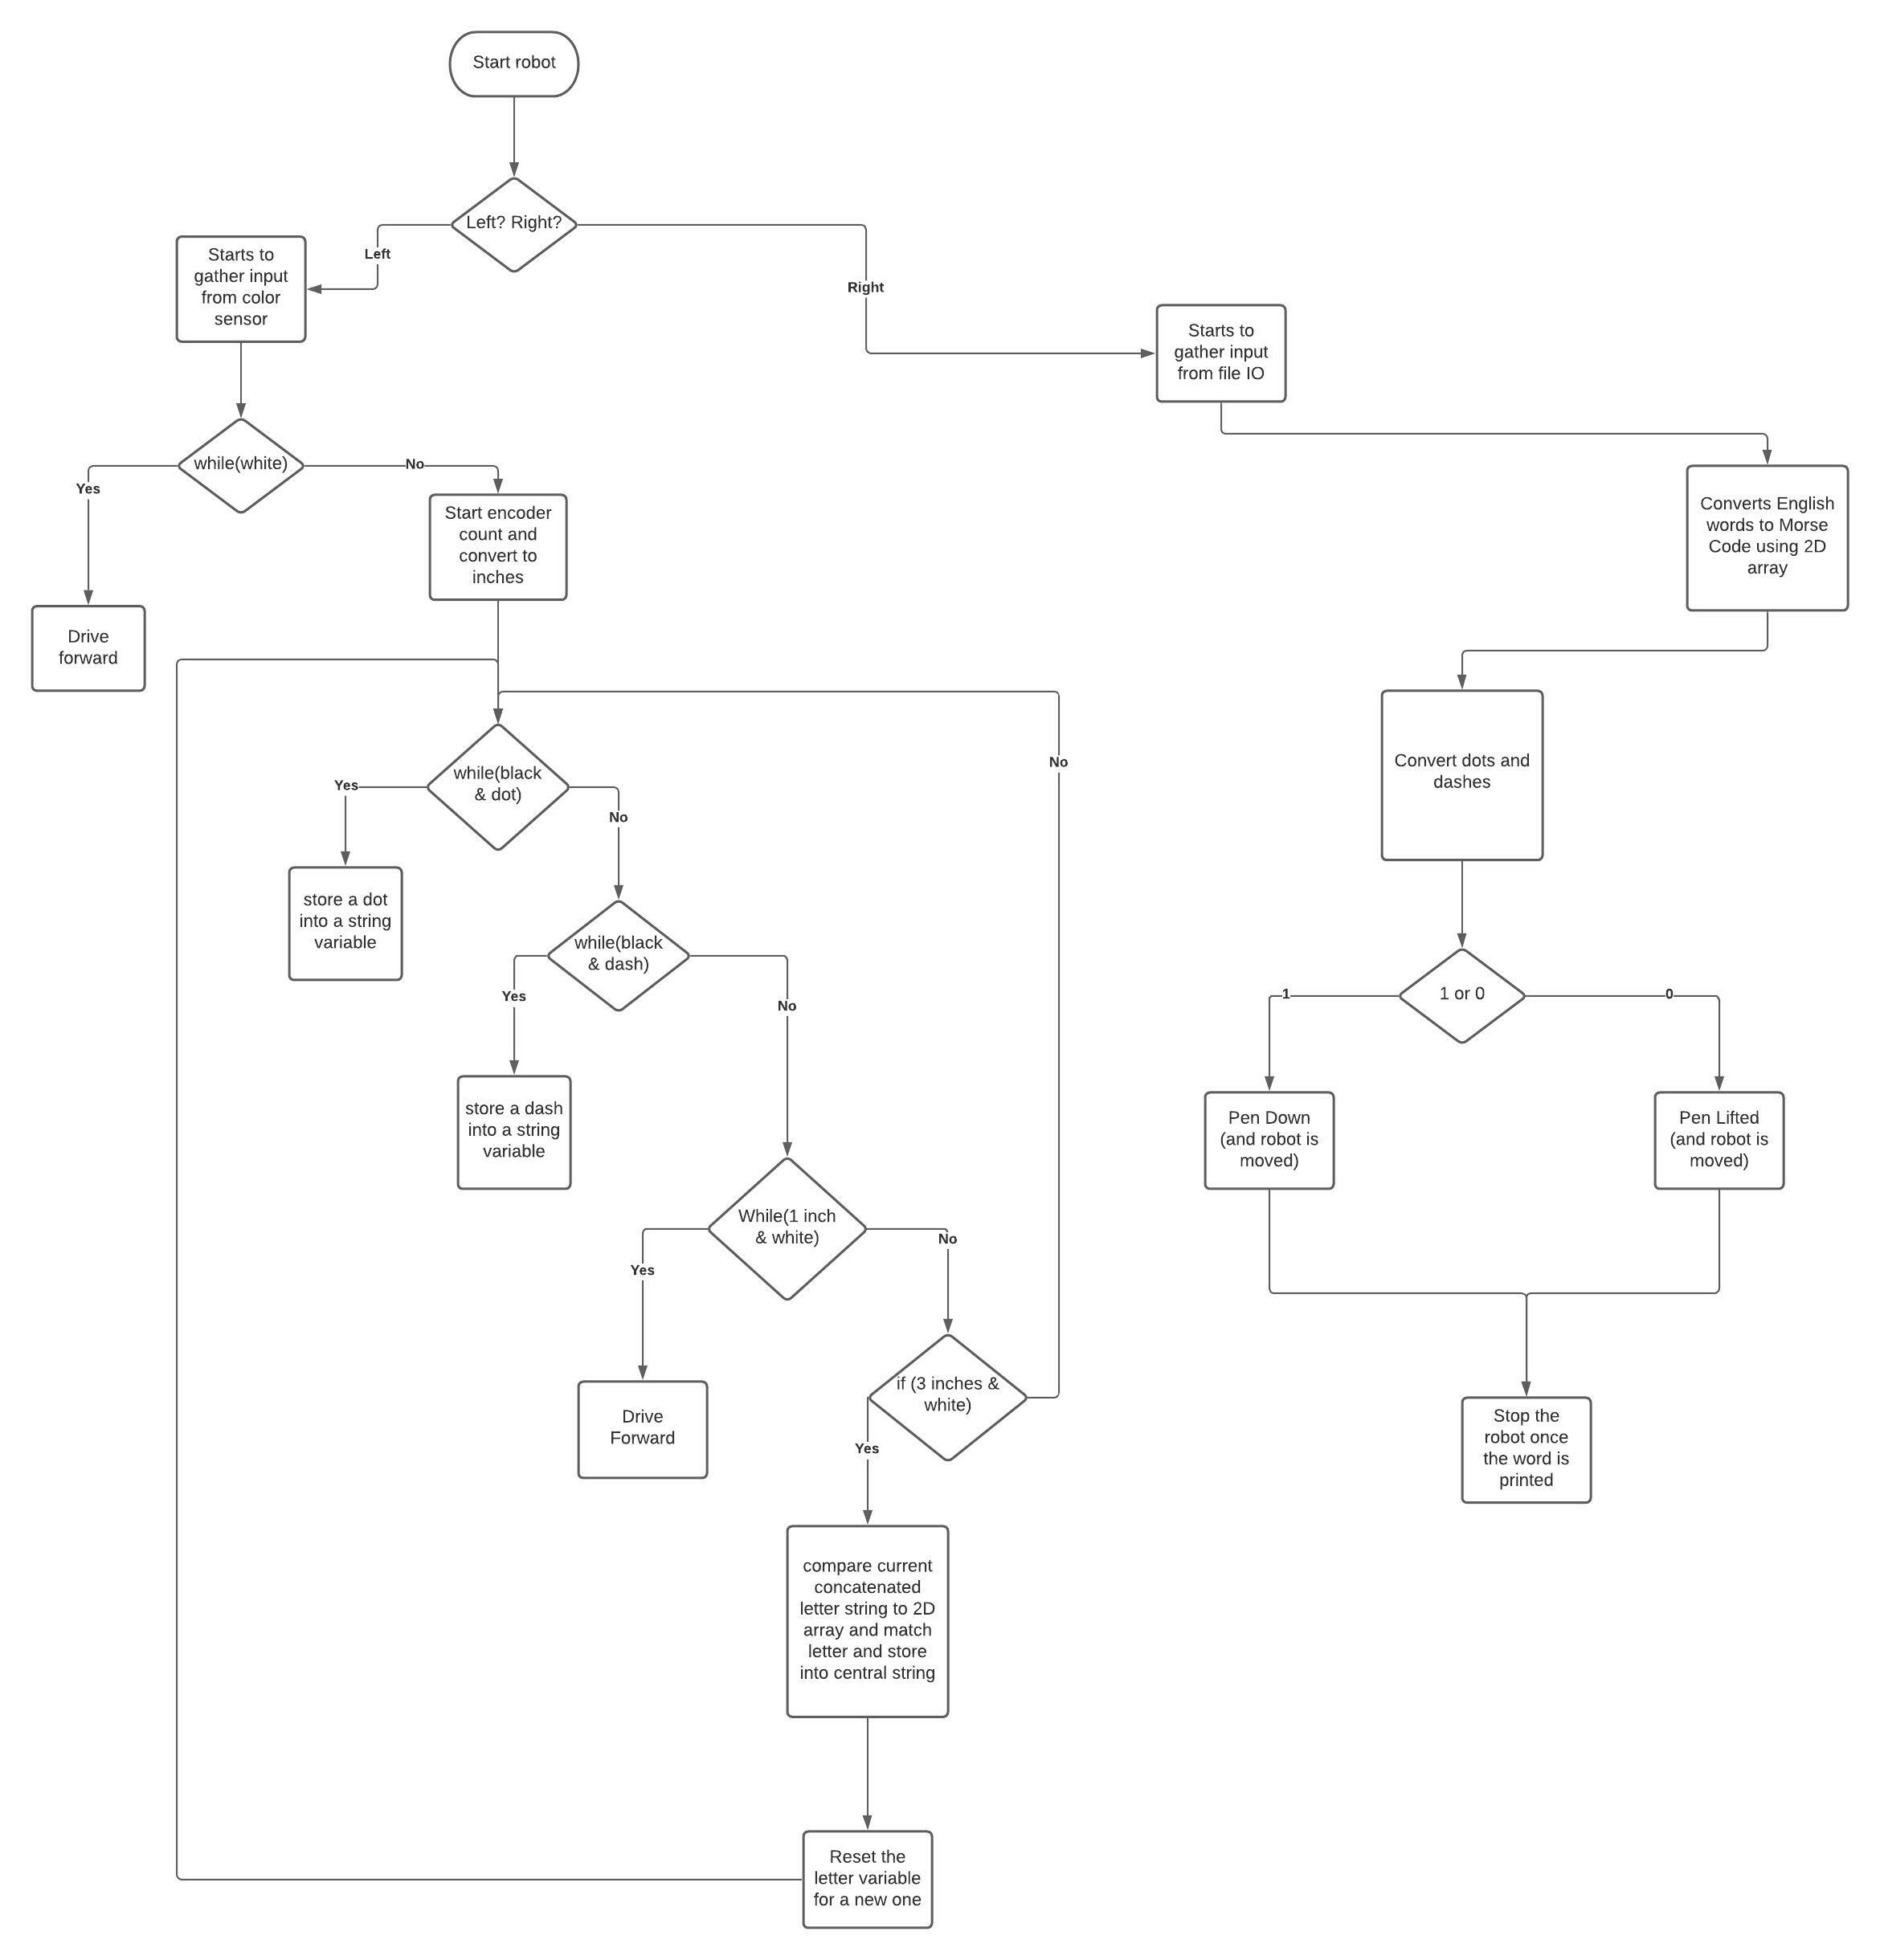 Start robot
Left? Right?
Left
Right
Starts to
gather input
from color
sensor
Starts to
gather input
from file IO
while(white)
Yes
No
Drive
forward
Start encoder
count and
convert to
inches
Converts English
words to Morse
Code using 2D
array
Convert dots and
dashes
while(black
& dot)
Yes
No
No
store a dot
into a string
variable
while(black
& dash)
Yes
No
store a dash
into a string
variable
1 or 0
1
0
Pen Down
(and robot is
moved)
Pen Lifted
(and robot is
moved)
While(1 inch
& white)
Yes
No
Drive
Forward
if (3 inches &
white)
Yes
Stop the
robot once
the word is
printed
compare current
concatenated
letter string to 2D
array and match
letter and store
into central string
Reset the
letter variable
for a new one